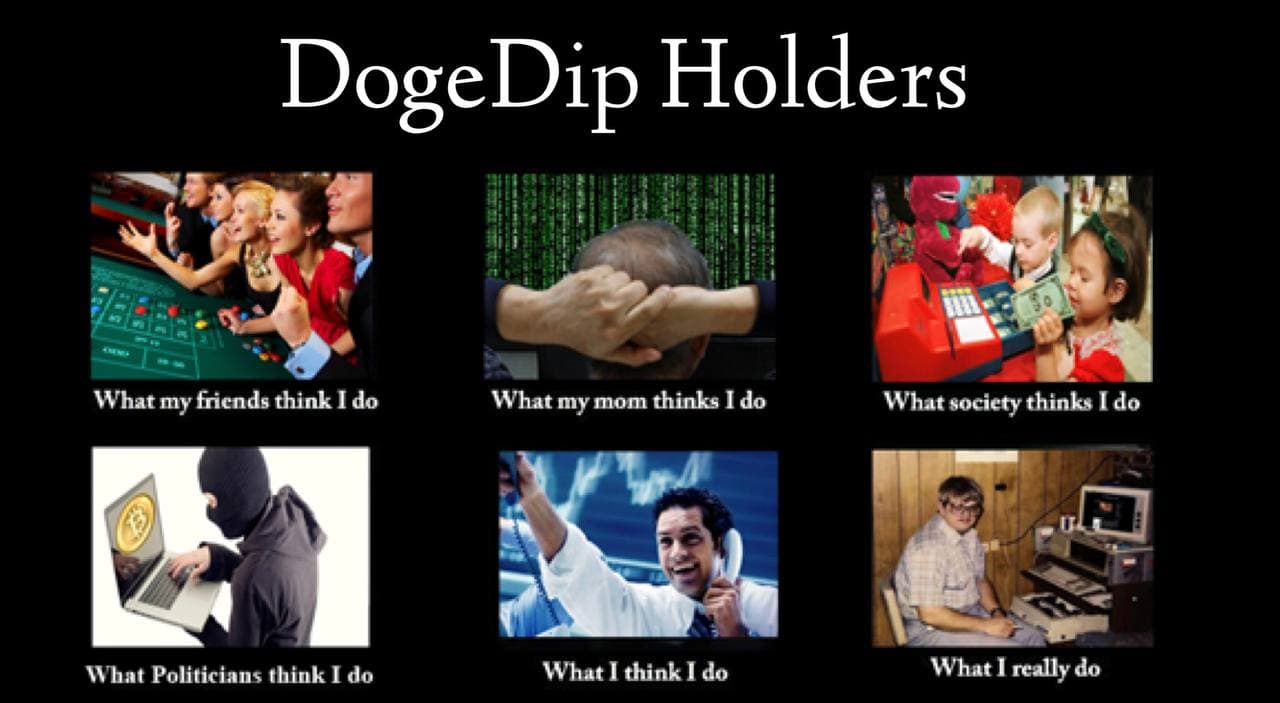 DogeDip Holders
What my friends think I do
What my mom thinks I do
What society thinks I do
What Politicians think I do
What I think I do
What I really do